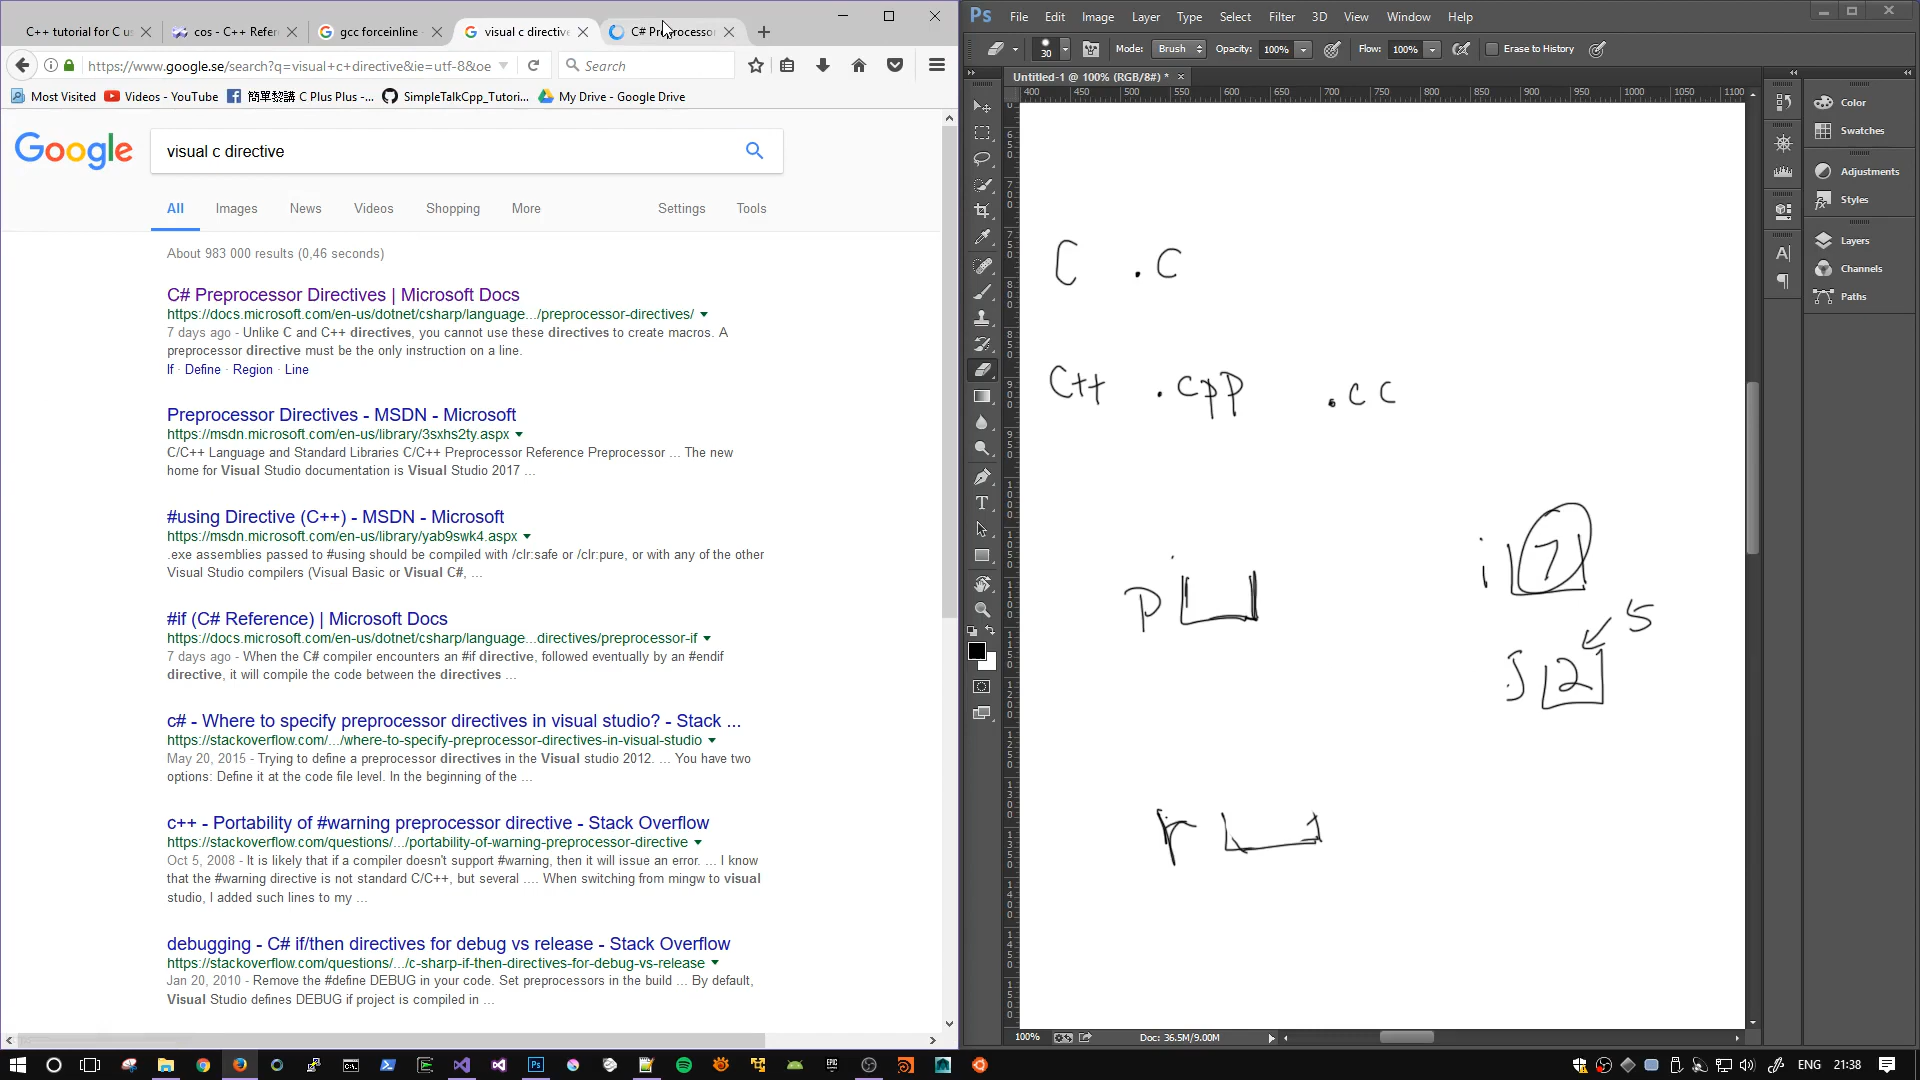 C++ tutorial for C us
cos - C++ Refere
gcc forceinline -
visual c directive
C# Preprocessor
https://www.google.se/search?q=visual+c+directive&ie=utf-8&oe
Search
Most Visited
Videos - YouTube
C Plus Plus -...
SimpleTalkCpp_Tutori...
My Drive - Google Drive
Google
visual c directive
All
Images
News
Videos
Shopping
More
Settings
Tools
About 983 000 results (0,46 seconds)
C# Preprocessor Directives | Microsoft Docs
https://docs.microsoft.com/en-us/dotnet/csharp/language.../preprocessor-directives/
7 days ago - Unlike C and C++ directives, you cannot use these directives to create macros. A
preprocessor directive must be the only instruction on a line.
If · Define · Region · Line
Preprocessor Directives - MSDN - Microsoft
https://msdn.microsoft.com/en-us/library/3sxhs2ty.aspx
C/C++ Language and Standard Libraries C/C++ Preprocessor Reference Preprocessor ... The new
home for Visual Studio documentation is Visual Studio 2017 ...
#using Directive (C++) - MSDN - Microsoft
https://msdn.microsoft.com/en-us/library/yab9swk4.aspx
.exe assemblies passed to #using should be compiled with /clr:safe or /clr:pure, or with any of the other
Visual Studio compilers (Visual Basic or Visual C#, ...
#if (C# Reference) | Microsoft Docs
https://docs.microsoft.com/en-us/dotnet/csharp/language...directives/preprocessor-if
7 days ago - When the C# compiler encounters an #if directive, followed eventually by an #endif
directive, it will compile the code between the directives ...
c# - Where to specify preprocessor directives in visual studio? - Stack ...
https://stackoverflow.com/.../where-to-specify-preprocessor-directives-in-visual-studio
May 20, 2015 - Trying to define a preprocessor directives in the Visual studio 2012. ... You have two
options: Define it at the code file level. In the beginning of the ...
c++ - Portability of #warning preprocessor directive - Stack Overflow
https://stackoverflow.com/questions/.../portability-of-warning-preprocessor-directive
Oct 5, 2008 - It is likely that if a compiler doesn't support #warning, then it will issue an error. ... I know
that the #warning directive is not standard C/C++, but several .... When switching from mingw to visual
studio, I added such lines to my ...
debugging - C# if/then directives for debug vs release - Stack Overflow
https://stackoverflow.com/questions/.../c-sharp-if-then-directives-for-debug-vs-release
Jan 20, 2010 - Remove the #define DEBUG in your code. Set preprocessors in the build ... By default,
Visual Studio defines DEBUG if project is compiled in ...
Ps
File
Edit
Image
Layer
Type
Select
Filter
3D
View
Window
Help
30
Mode:
Brush
Opacity:
100%
Flow:
100%
Erase to History
Untitled-1 @ 100% (RGB/8#) *
400 450 500 550 600 650 700 750 800 850 900 950 1000 1050 1100
C .C
C++ .cpp .cc
i 7
p
5
j 2
r
Color
Swatches
Adjustments
Styles
Layers
Channels
Paths
100%
Doc: 36.5M/9.00M
ENG
21:38